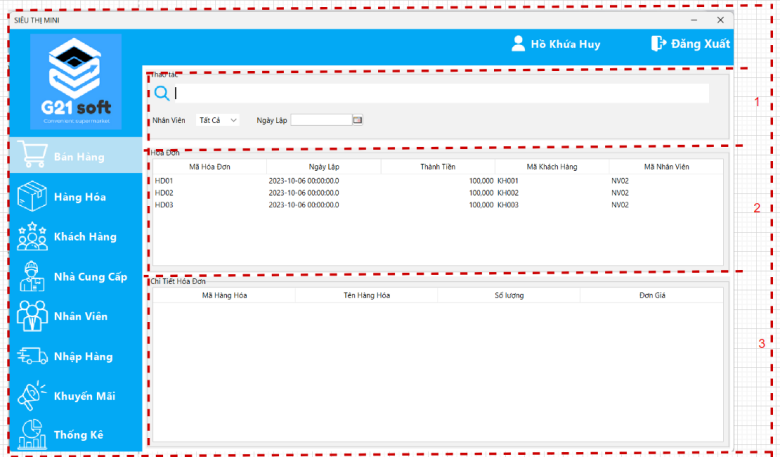 SIÊU THỊ MINI
Hồ Khứa Huy
Đăng Xuất
G21 soft
Convenient supermarket
Thao tác
1
Nhân Viên Tất Cả Ngày Lập
Bán Hàng
Hàng Hóa
Khách Hàng
Nhà Cung Cấp
Nhân Viên
Nhập Hàng
Khuyến Mãi
Thống Kê
Hóa Đơn
Mã Hóa Đơn Ngày Lập Thành Tiền Mã Khách Hàng Mã Nhân Viên
HD01 2023-10-06 00:00:00.0 100,000 KH001 NV02
HD02 2023-10-06 00:00:00.0 100,000 KH002 NV02
HD03 2023-10-06 00:00:00.0 100,000 KH003 NV02
2
Chi Tiết Hóa Đơn
Mã Hàng Hóa Tên Hàng Hóa Số lượng Đơn Giá
3